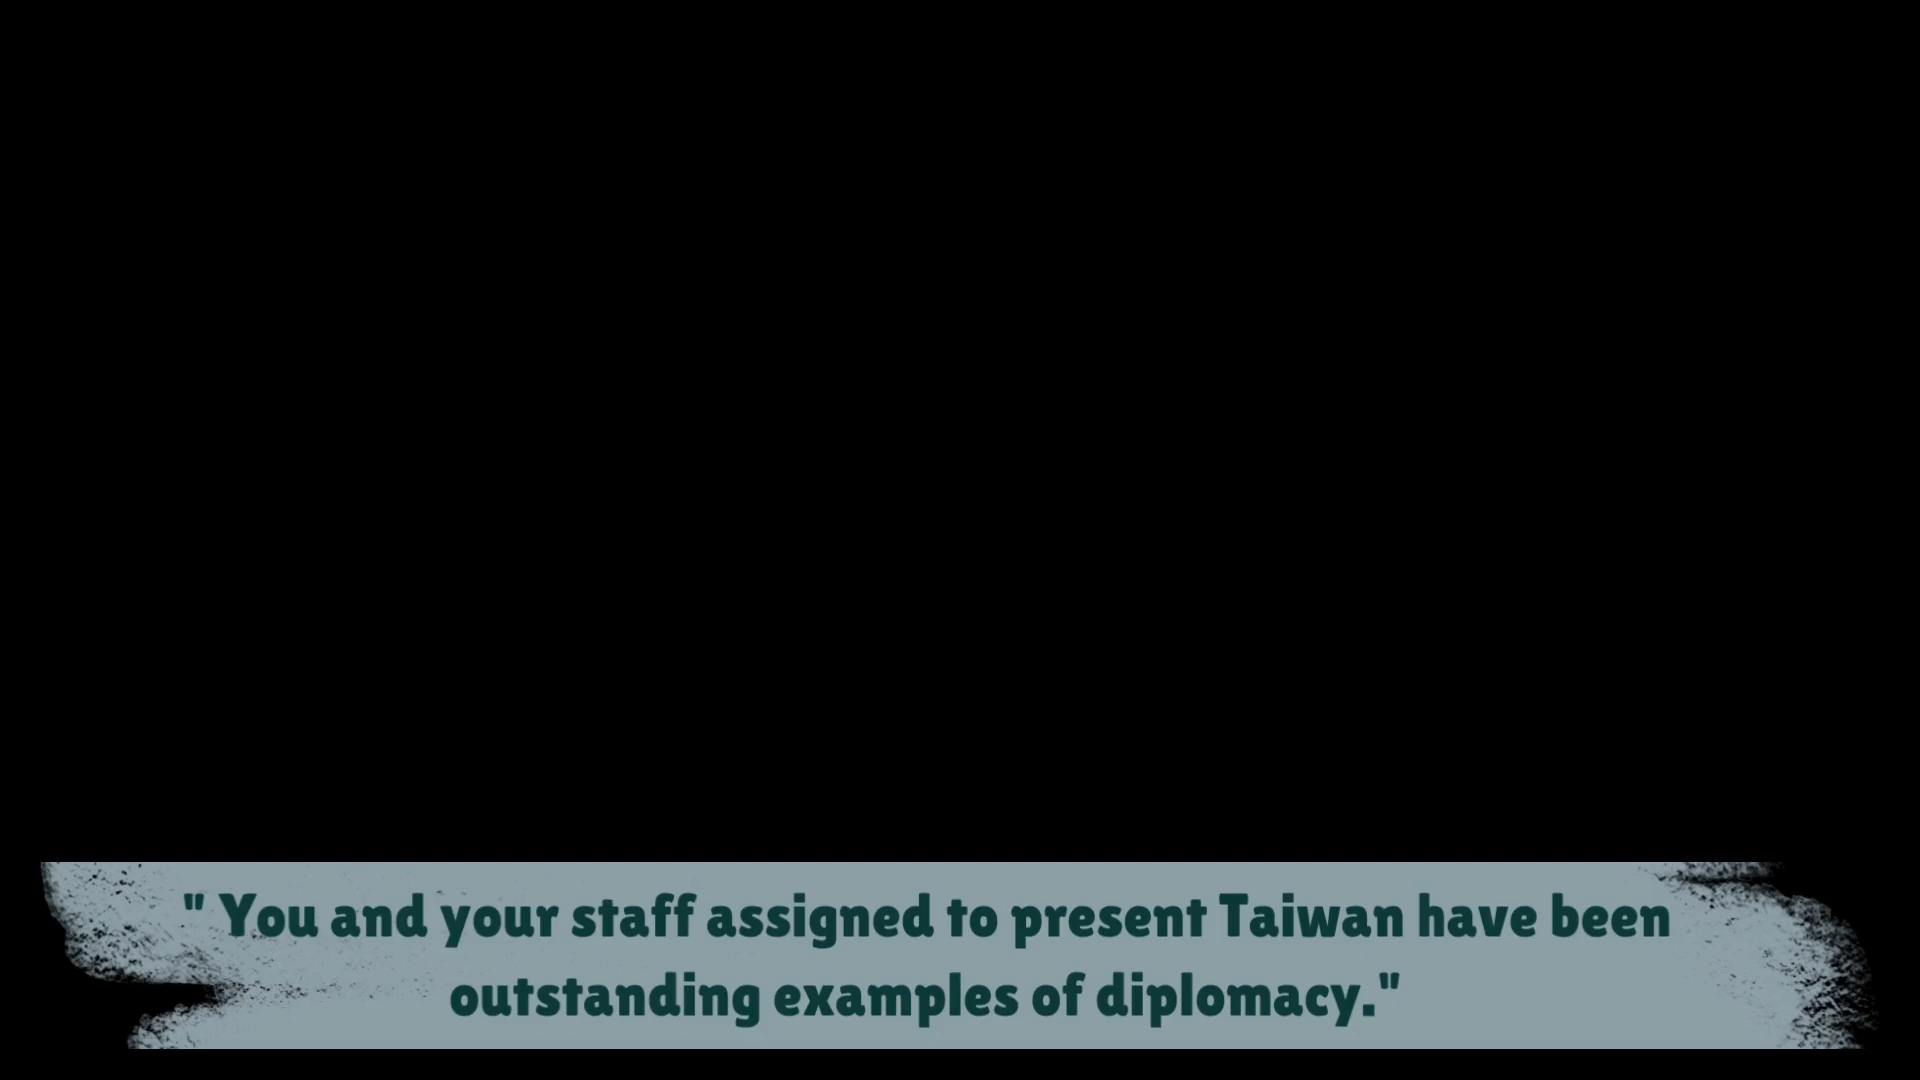 " You and your staff assigned to present Taiwan have been
outstanding examples of diplomacy."